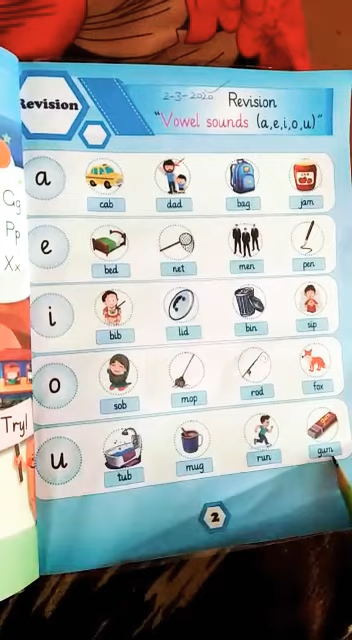 Revision
2-3-2020
Revision
"Vowel sounds (a,e,i,o,u)"
a
cab dad bag jam
e
bed net men pen
i
bib lid bin sip
o
sob mop rod fox
u
tub mug run gum
2
Gg
Pp
Xx
Try!